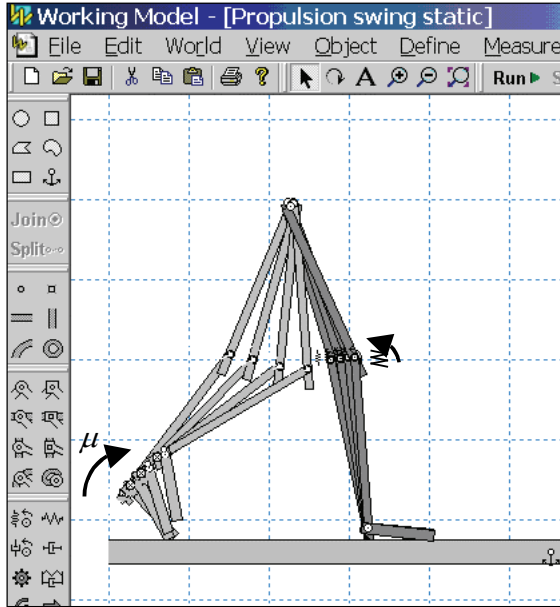 Working Model - [Propulsion swing static]
File Edit World View Object Define Measure
A Run S
Join
Split
μ